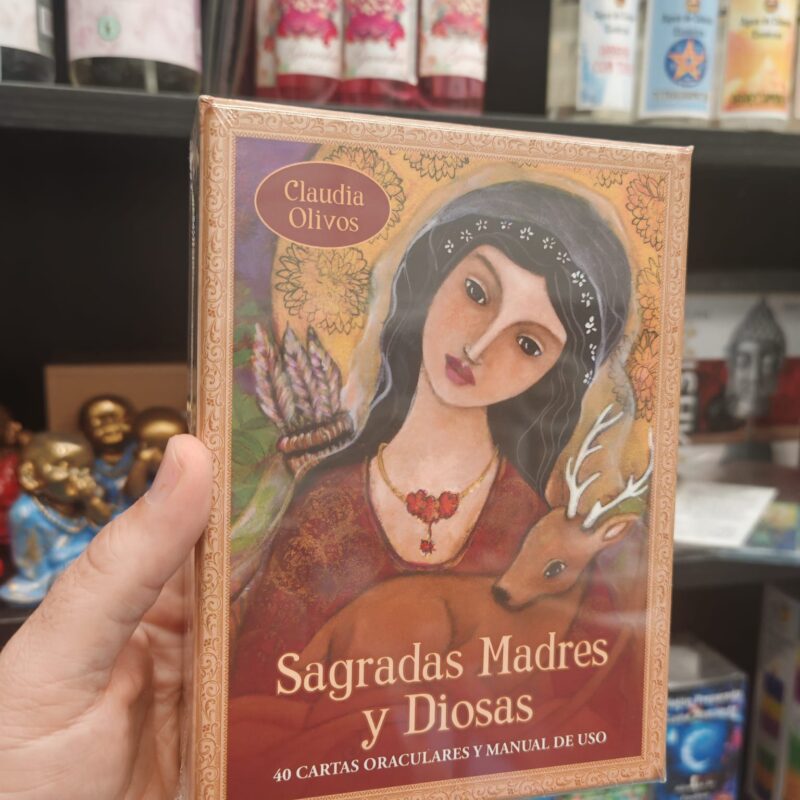 Claudia
Olivos
Sagradas Madres
y Diosas
40 CARTAS ORACULARES Y MANUAL DE USO